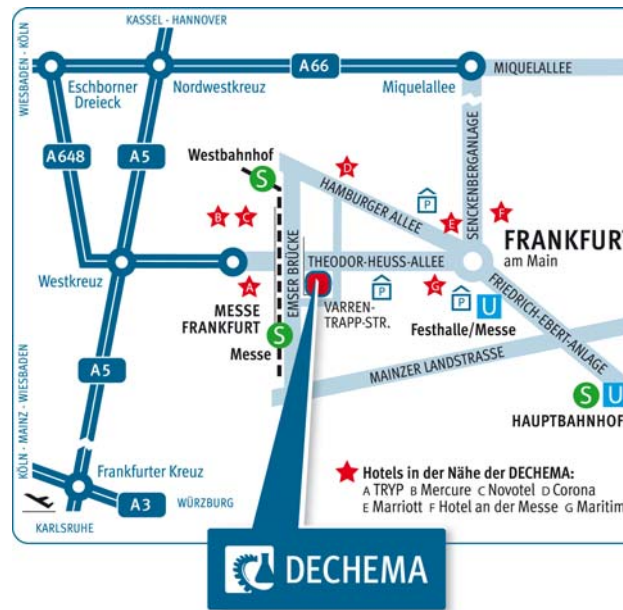 KASSEL - HANNOVER
WIESBADEN - KÖLN
A66
MIQUELALLEE
Eschborner
Dreieck
Nordwestkreuz
Miquelallee
A648
A5
Westbahnhof
S
D
HAMBURGER ALLEE
SENCKENBERGANLAGE
P
B
C
E
F
FRANKFURT
am Main
THEODOR-HEUSS-ALLEE
Westkreuz
EMSER BRÜCKE
A
P
G
P
U
MESSE
FRANKFURT
VARREN-
TRAPP-STR.
Festhalle/Messe
FRIEDRICH-EBERT-ANLAGE
S
Messe
MAINZER LANDSTRASSE
A5
S
U
HAUPTBAHNHOF
KÖLN - MAINZ - WIESBADEN
Frankfurter Kreuz
A3
WÜRZBURG
KARLSRUHE
Hotels in der Nähe der DECHEMA:
A TRYP B Mercure C Novotel D Corona
E Marriott F Hotel an der Messe G Maritim
DECHEMA